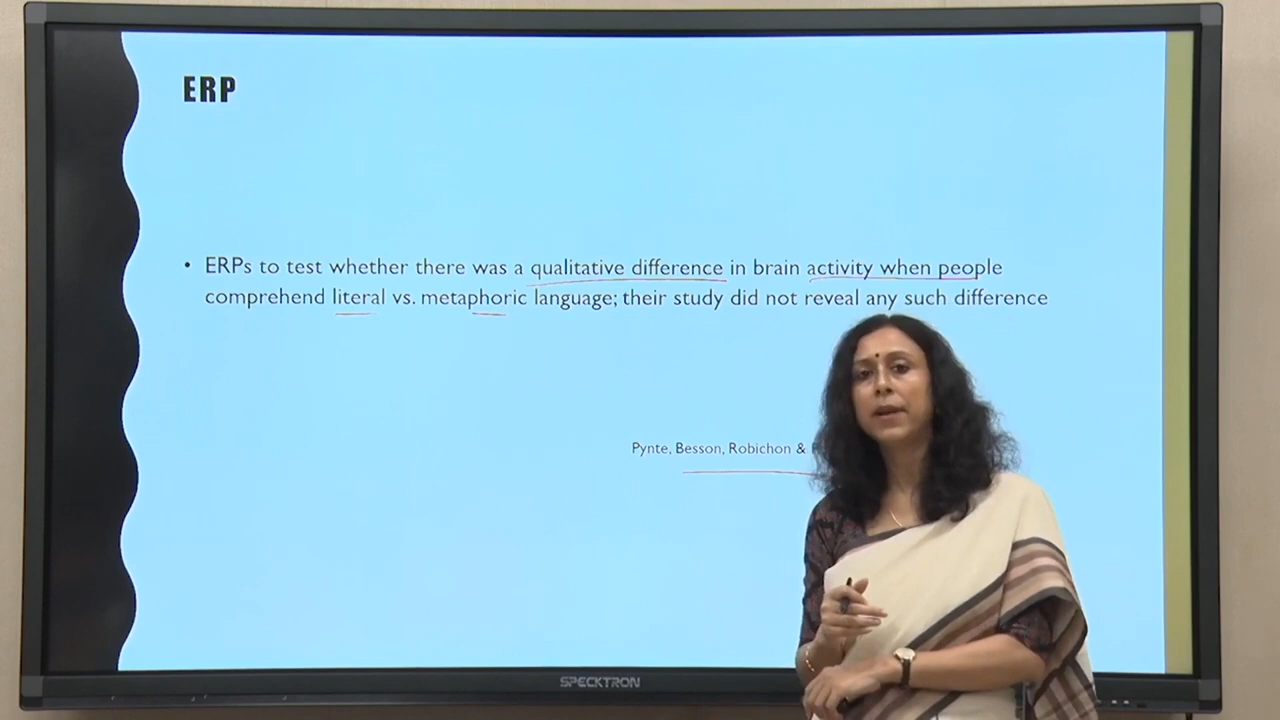 ERP
• ERPs to test whether there was a qualitative difference in brain activity when people
comprehend literal vs. metaphoric language; their study did not reveal any such difference
Pynte, Besson, Robichon &
SPECKTRON